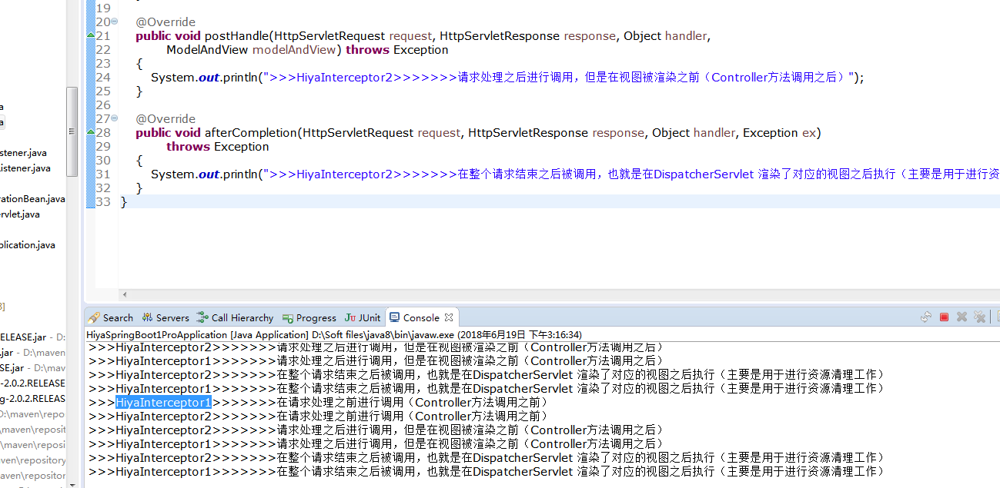 19
20 @Override
21 public void postHandle(HttpServletRequest request, HttpServletResponse response, Object handler,
22 ModelAndView modelAndView) throws Exception
23 {
24 System.out.println(">>>HiyaInterceptor2>>>>>>>请求处理之后进行调用，但是在视图被渲染之前（Controller方法调用之后）");
25 }
26
27 @Override
28 public void afterCompletion(HttpServletRequest request, HttpServletResponse response, Object handler, Exception ex)
29 throws Exception
30 {
31 System.out.println(">>>HiyaInterceptor2>>>>>>>在整个请求结束之后被调用，也就是在DispatcherServlet 渲染了对应的视图之后执行（主要是用于进行资
32 }
33 }
a
a
stener.java
istener.java
ationBean.java
rvlet.java
plication.java
]
ELEASE.jar - D:
.jar - D:\maven
SE.jar - D:\mav
-2.0.2.RELEASE
g-2.0.2.RELEAS
D:\maven\repo
\maven\reposit
\maven\reposi
ven\repository
aven\repositor
Search Servers Call Hierarchy Progress Ju JUnit Console
HiyaSpringBoot1ProApplication [Java Application] D:\Soft files\java8\bin\javaw.exe (2018年6月19日 下午3:16:34)
>>>HiyaInterceptor2>>>>>>>请求处理之后进行调用，但是在视图被渲染之前（Controller方法调用之后）
>>>HiyaInterceptor1>>>>>>>请求处理之后进行调用，但是在视图被渲染之前（Controller方法调用之后）
>>>HiyaInterceptor2>>>>>>>在整个请求结束之后被调用，也就是在DispatcherServlet 渲染了对应的视图之后执行（主要是用于进行资源清理工作）
>>>HiyaInterceptor1>>>>>>>在整个请求结束之后被调用，也就是在DispatcherServlet 渲染了对应的视图之后执行（主要是用于进行资源清理工作）
>>>HiyaInterceptor1>>>>>>>在请求处理之前进行调用（Controller方法调用之前）
>>>HiyaInterceptor2>>>>>>>在请求处理之前进行调用（Controller方法调用之前）
>>>HiyaInterceptor2>>>>>>>请求处理之后进行调用，但是在视图被渲染之前（Controller方法调用之后）
>>>HiyaInterceptor1>>>>>>>请求处理之后进行调用，但是在视图被渲染之前（Controller方法调用之后）
>>>HiyaInterceptor2>>>>>>>在整个请求结束之后被调用，也就是在DispatcherServlet 渲染了对应的视图之后执行（主要是用于进行资源清理工作）
>>>HiyaInterceptor1>>>>>>>在整个请求结束之后被调用，也就是在DispatcherServlet 渲染了对应的视图之后执行（主要是用于进行资源清理工作）